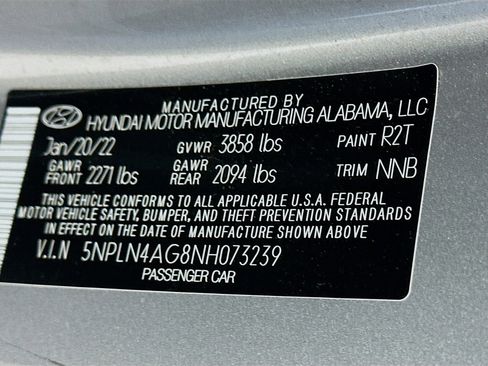 MANUFACTURED BY
HYUNDAI MOTOR MANUFACTURING ALABAMA, LLC
Jan/20/22 GVWR 3858 lbs PAINT R2T
GAWR FRONT 2271 lbs GAWR REAR 2094 lbs TRIM NNB
THIS VEHICLE CONFORMS TO ALL APPLICABLE U.S.A. FEDERAL
MOTOR VEHICLE SAFETY, BUMPER, AND THEFT PREVENTION STANDARDS
IN EFFECT ON THE DATE OF MANUFACTURE SHOWN ABOVE
V.I.N 5NPLN4AG8NH073239
PASSENGER CAR